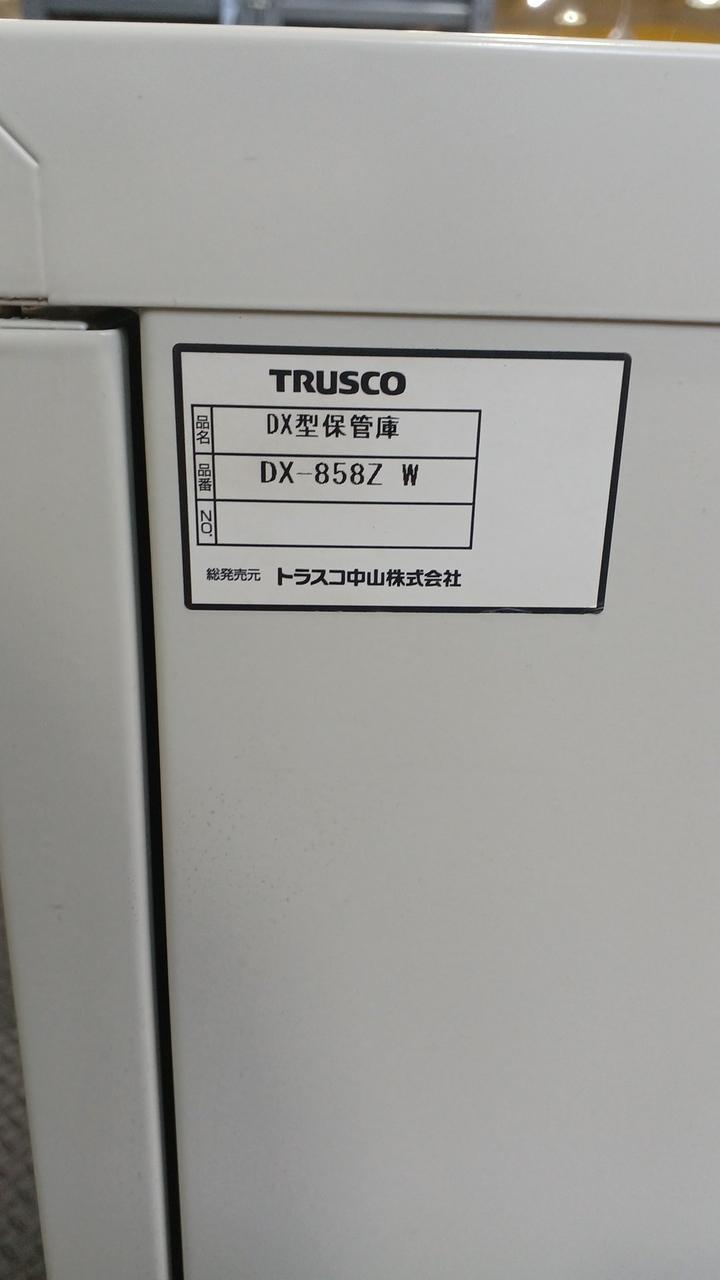 TRUSCO
品名 DX型保管庫
品番 DX-858Z W
NO.
総発売元 トラスコ中山株式会社